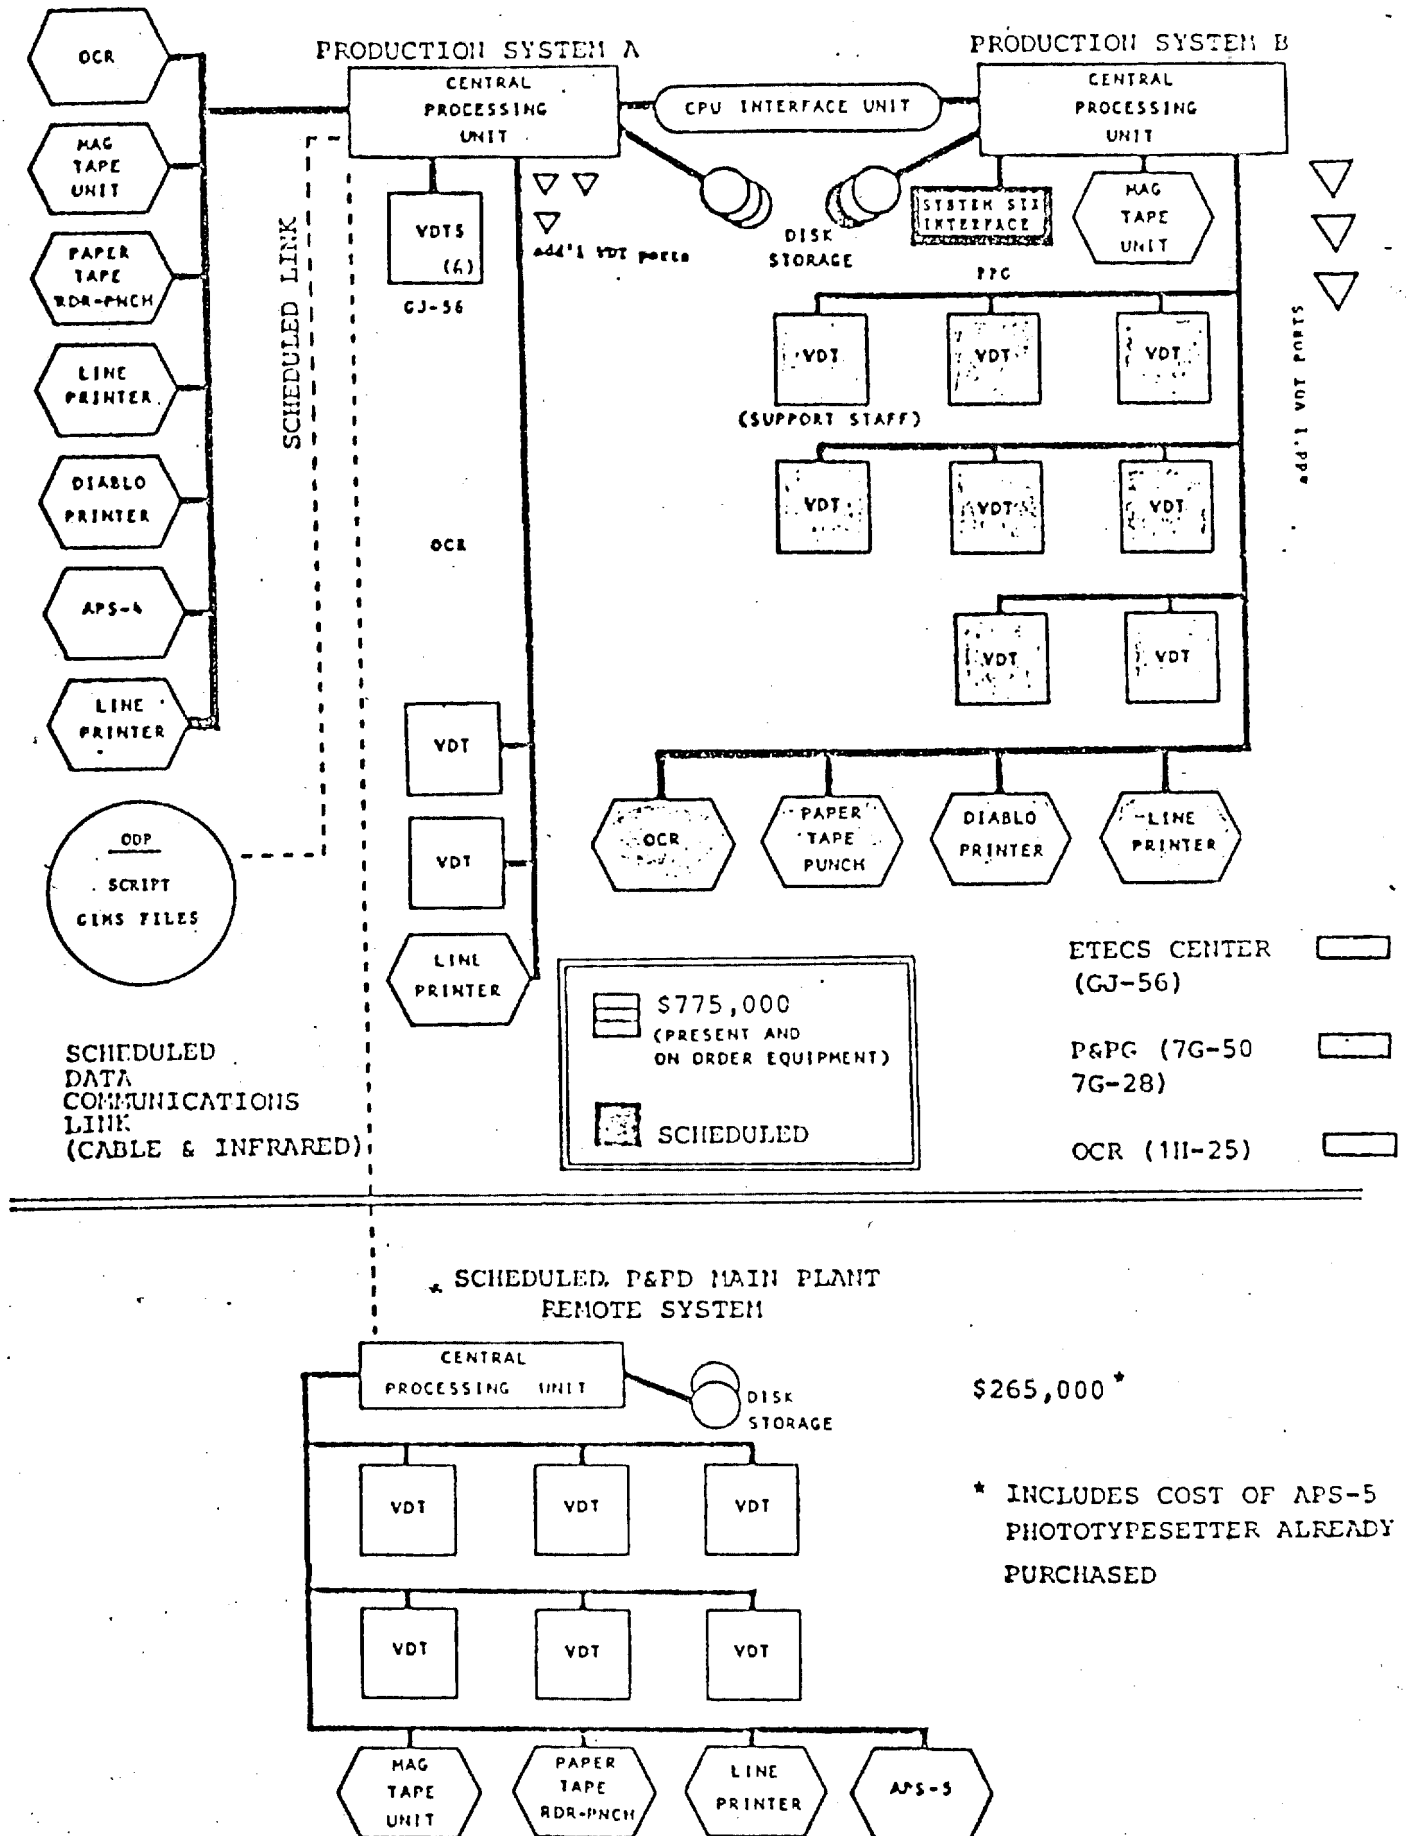 PRODUCTION SYSTEM A
PRODUCTION SYSTEM B
OCR
MAG
TAPE
UNIT
PAPER
TAPE
RDR-PNCH
LINE
PRINTER
DIABLO
PRINTER
APS-4
LINE
PRINTER
ODP
SCRIPT
GIMS FILES
SCHEDULED LINK
CENTRAL
PROCESSING
UNIT
CPU INTERFACE UNIT
CENTRAL
PROCESSING
UNIT
VDTS
(6)
GJ-56
add'l VDT ports
DISK
STORAGE
SYSTEM SIX
INTERFACE
MAG
TAPE
UNIT
PPG
add'l VDT PORTS
VDT
VDT
VDT
(SUPPORT STAFF)
VDT
VDT
VDT
VDT
VDT
OCR
VDT
VDT
LINE
PRINTER
OCR
PAPER
TAPE
PUNCH
DIABLO
PRINTER
LINE
PRINTER
$775,000
(PRESENT AND
ON ORDER EQUIPMENT)
SCHEDULED
ETECS CENTER
(GJ-56)
P&PG (7G-50
7G-28)
OCR (1H-25)
SCHEDULED
DATA
COMMUNICATIONS
LINK
(CABLE & INFRARED)
* SCHEDULED P&PD MAIN PLANT
REMOTE SYSTEM
CENTRAL
PROCESSING UNIT
DISK
STORAGE
$265,000 *
VDT
VDT
VDT
* INCLUDES COST OF APS-5
PHOTOTYPESETTER ALREADY
PURCHASED
VDT
VDT
VDT
MAG
TAPE
UNIT
PAPER
TAPE
RDR-PNCH
LINE
PRINTER
APS-5